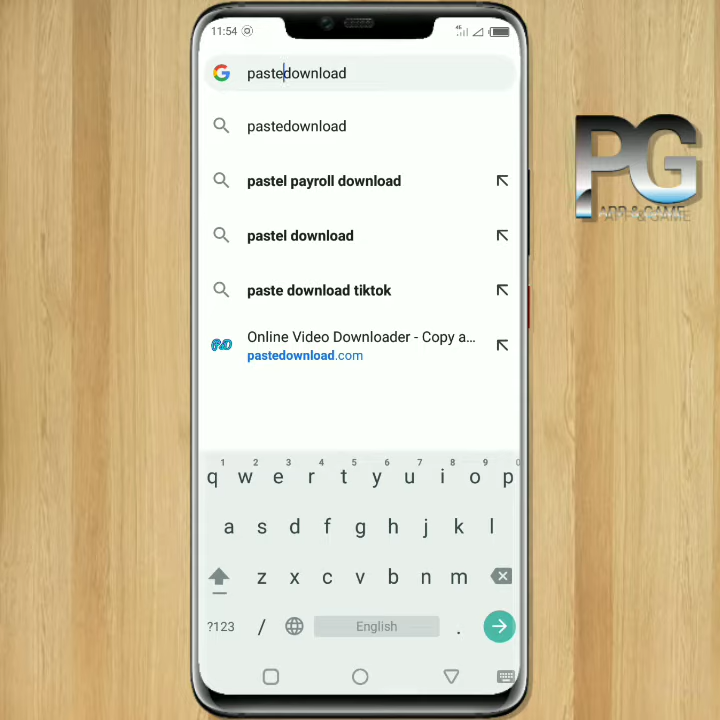 11:54
4G
pastedownload
pastedownload
pastel payroll download
pastel download
paste download tiktok
Online Video Downloader - Copy a...
pastedownload.com
1 2 3 4 5 6 7 8 9 0
q w e r t y u i o p
a s d f g h j k l
z x c v b n m
?123 / English .
PG
APP & GAME